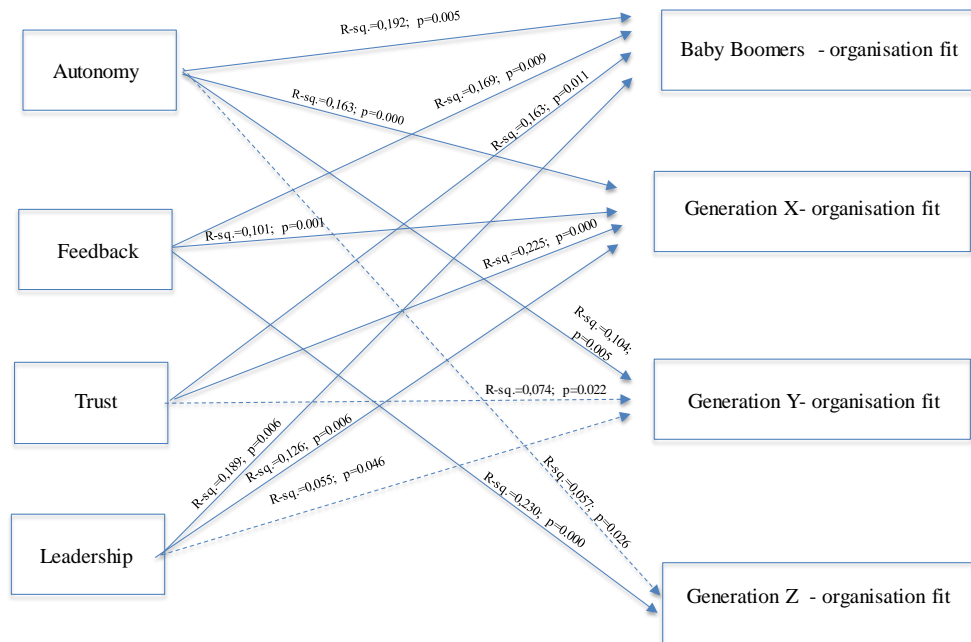 R-sq.=0,192; p=0.005
Autonomy
Baby Boomers - organisation fit
R-sq.=0,169; p=0.009
R-sq.=0,163; p=0.000
R-sq.=0,163; p=0.011
Generation X- organisation fit
Feedback
R-sq.=0,101; p=0.001
R-sq.=0,225; p=0.000
R-sq.=0,104;
p=0.005
Trust
R-sq.=0,074; p=0.022
Generation Y- organisation fit
R-sq.=0,189; p=0.006
R-sq.=0,126; p=0.006
R-sq.=0,055; p=0.046
R-sq.=0,057; p=0.026
R-sq.=0,230; p=0.000
Leadership
Generation Z - organisation fit